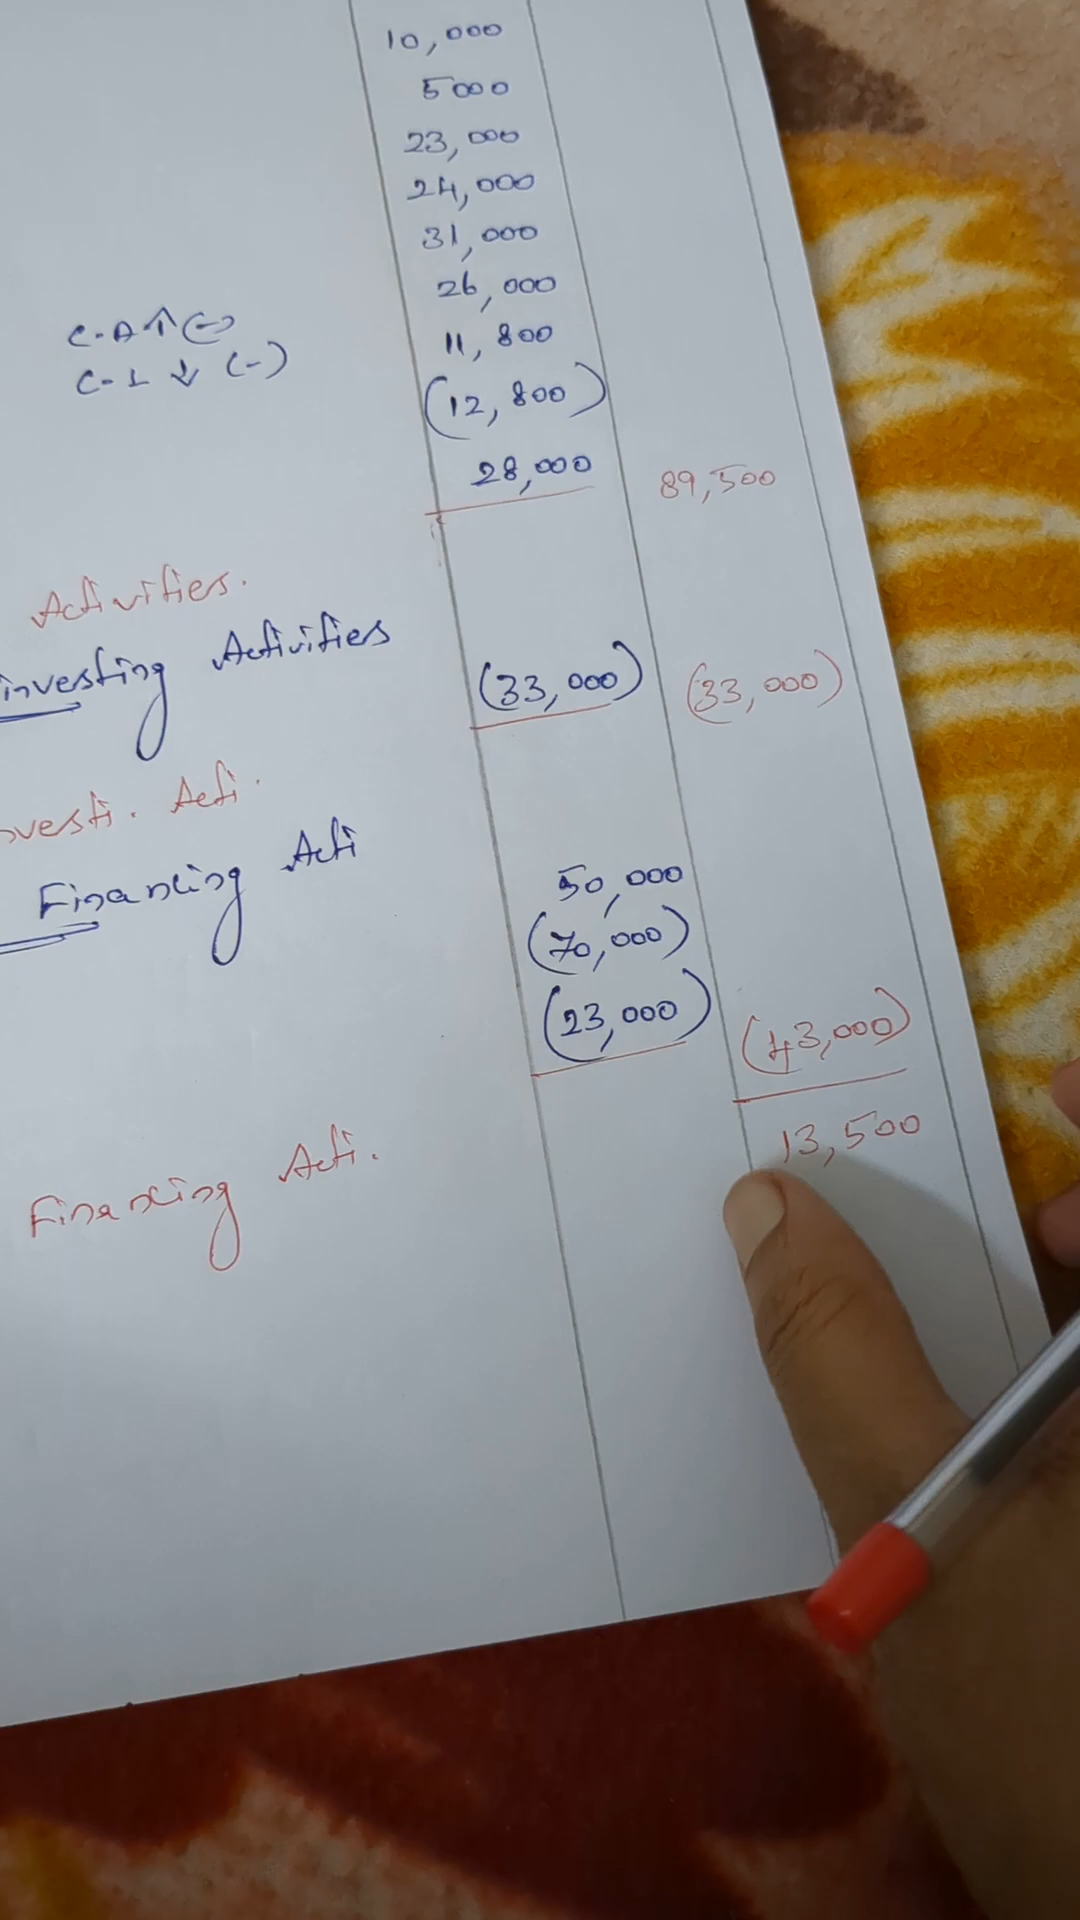 10,000
5000
23,000
24,000
31,000
26,000
C.A ↑ (-)
11,800
C-L ↓ (-)
(12,800)
28,000 89,500
Activities.
investing Activities
(33,000) (33,000)
Investi. Acti.
Financing Acti
50,000
(70,000)
(23,000) (43,000)
13,500
Financing Acti.